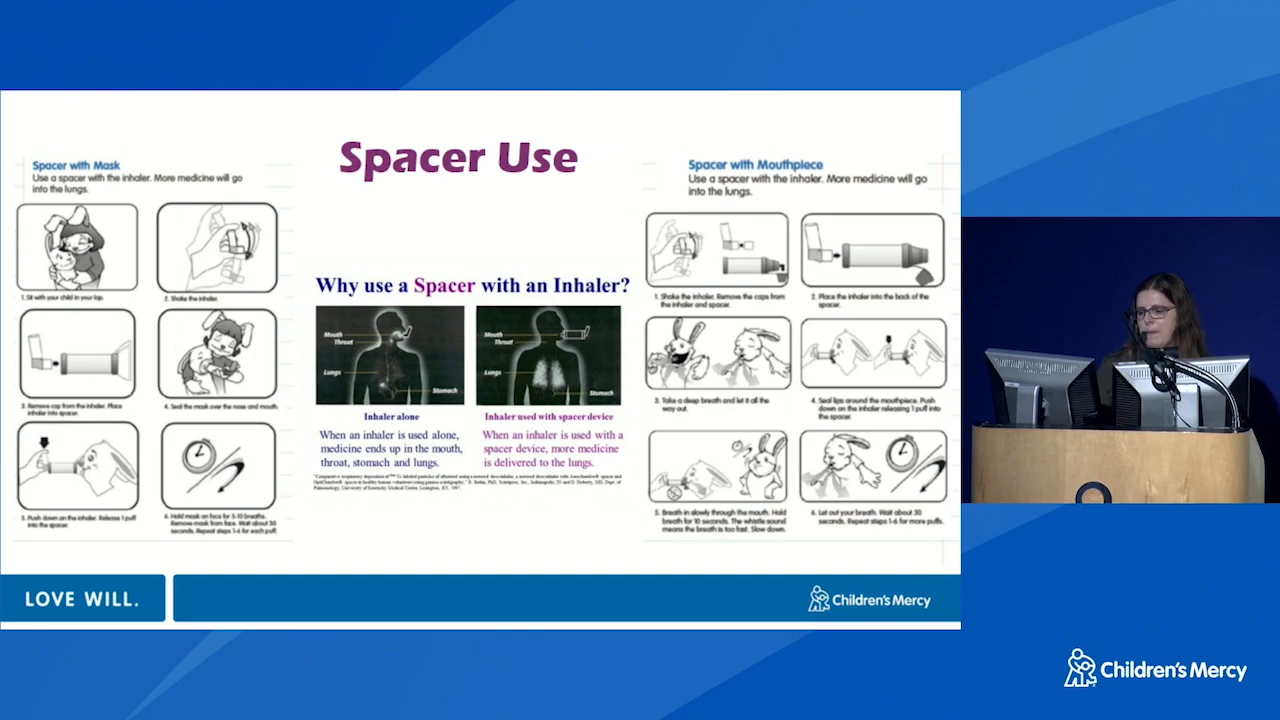 Spacer Use
Spacer with Mask
Use a spacer with the inhaler. More medicine will go
into the lungs.
1. Sit with your child in your lap.
2. Shake the inhaler.
3. Remove cap from the inhaler. Place
inhaler into spacer.
4. Seal the mask over the nose and mouth.
5. Push down on the inhaler. Release 1 puff
into the spacer.
6. Hold mask on face for 5-10 breaths.
Remove mask from face. Wait about 30
seconds. Repeat steps 1-6 for each puff.
Why use a Spacer with an Inhaler?
Mouth
Throat
Lungs
Stomach
Mouth
Throat
Lungs
Stomach
Inhaler alone
When an inhaler is used alone,
medicine ends up in the mouth,
throat, stomach and lungs.
Inhaler used with spacer device
When an inhaler is used with a
spacer device, more medicine
is delivered to the lungs.
Spacer with Mouthpiece
Use a spacer with the inhaler. More medicine will go
into the lungs.
1. Shake the inhaler. Remove the caps from
the inhaler and spacer.
2. Place the inhaler into the back of the
spacer.
3. Take a deep breath and let it all the
way out.
4. Seal lips around the mouthpiece. Push
down on the inhaler releasing 1 puff into
the spacer.
5. Breath in slowly through the mouth. Hold
breath for 10 seconds. The whistle sound
means the breath is too fast. Slow down.
6. Let out your breath. Wait about 30
seconds. Repeat steps 1-6 for more puffs.
LOVE WILL.
Children's Mercy
Children's Mercy